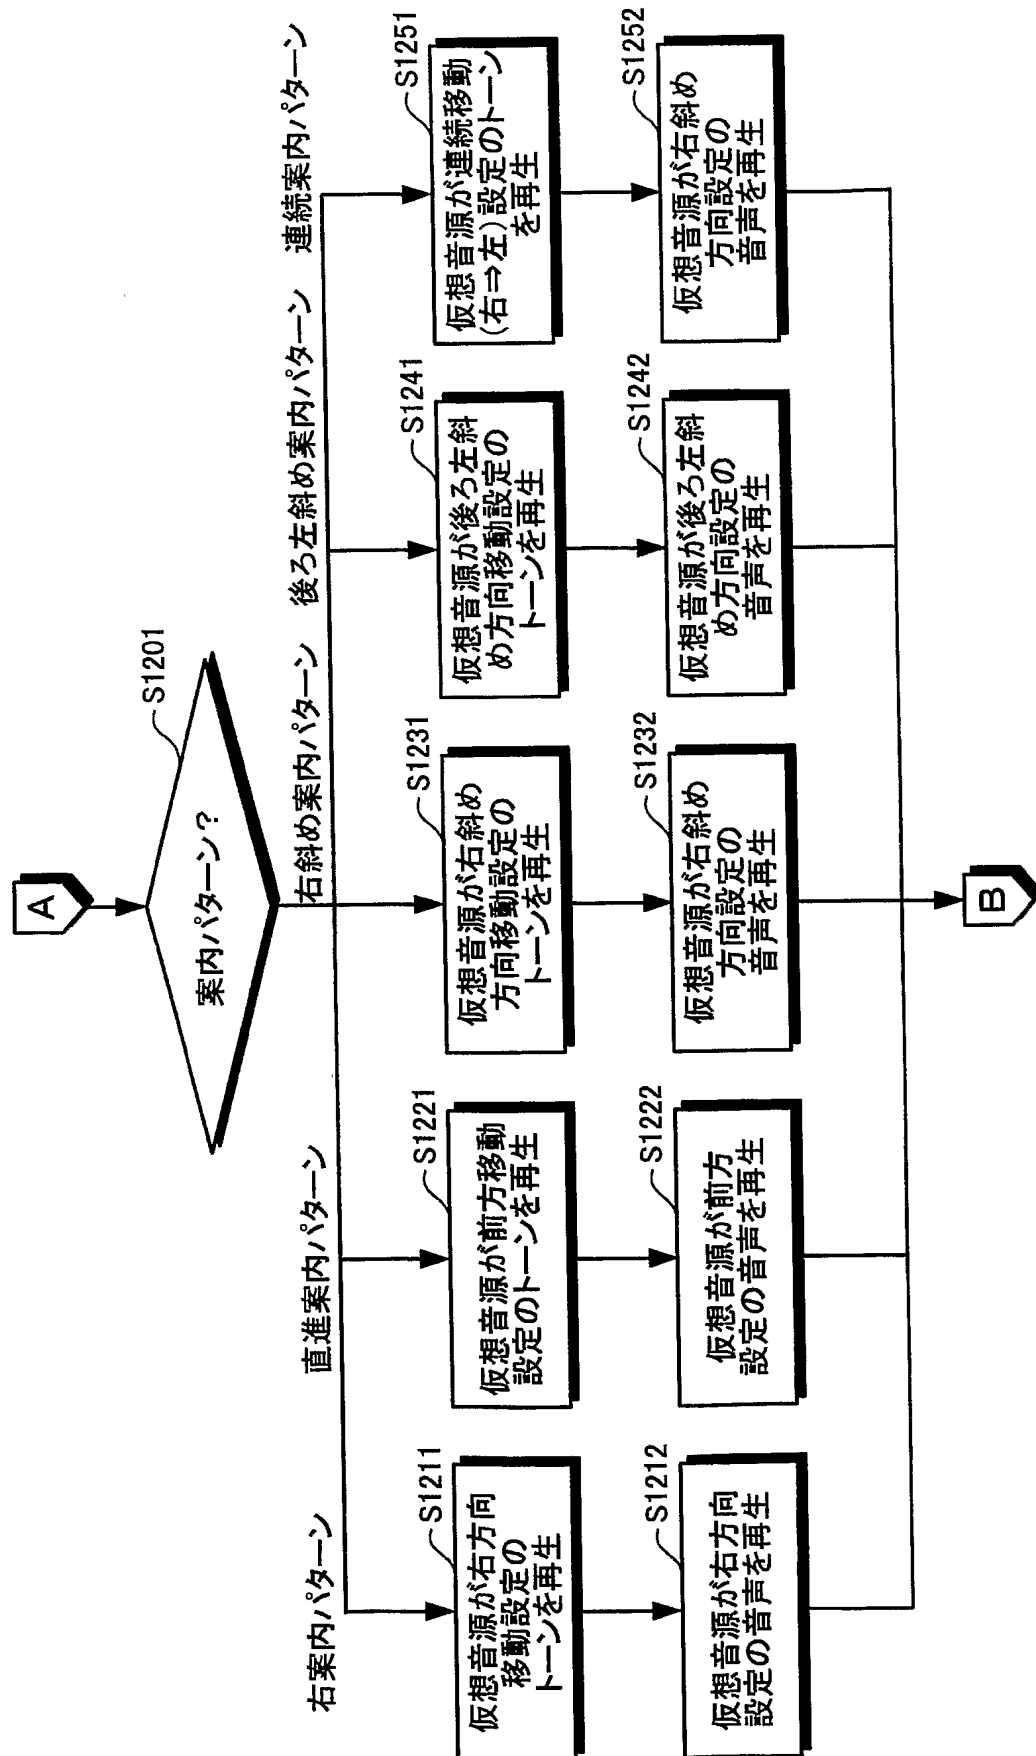 A
案内パターン?
S1201
右案内パターン
直進案内パターン
右斜め案内パターン
後ろ左斜め案内パターン
連続案内パターン
S1211
仮想音源が右方向
移動設定の
トーンを再生
S1221
仮想音源が前方移動
設定のトーンを再生
S1231
仮想音源が右斜め
方向移動設定の
トーンを再生
S1241
仮想音源が後ろ左斜
め方向移動設定の
トーンを再生
S1251
仮想音源が連続移動
(右⇒左)設定のトーン
を再生
S1212
仮想音源が右方向
設定の音声を再生
S1222
仮想音源が前方
設定の音声を再生
S1232
仮想音源が右斜め
方向設定の
音声を再生
S1242
仮想音源が後ろ左斜
め方向設定の
音声を再生
S1252
仮想音源が右斜め
方向設定の
音声を再生
B